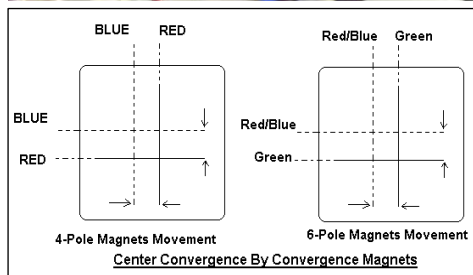 BLUE RED
BLUE
RED
4-Pole Magnets Movement
Red/Blue Green
Red/Blue
Green
6-Pole Magnets Movement
Center Convergence By Convergence Magnets